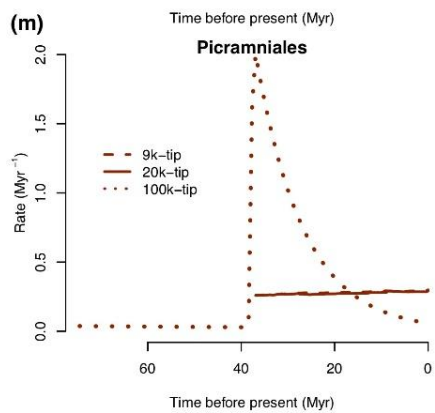 Time before present (Myr)
(m)
Picramniales
2.0
1.5
1.0
0.5
0.0
Rate (Myr⁻¹)
9k−tip
20k−tip
100k−tip
60 40 20 0
Time before present (Myr)